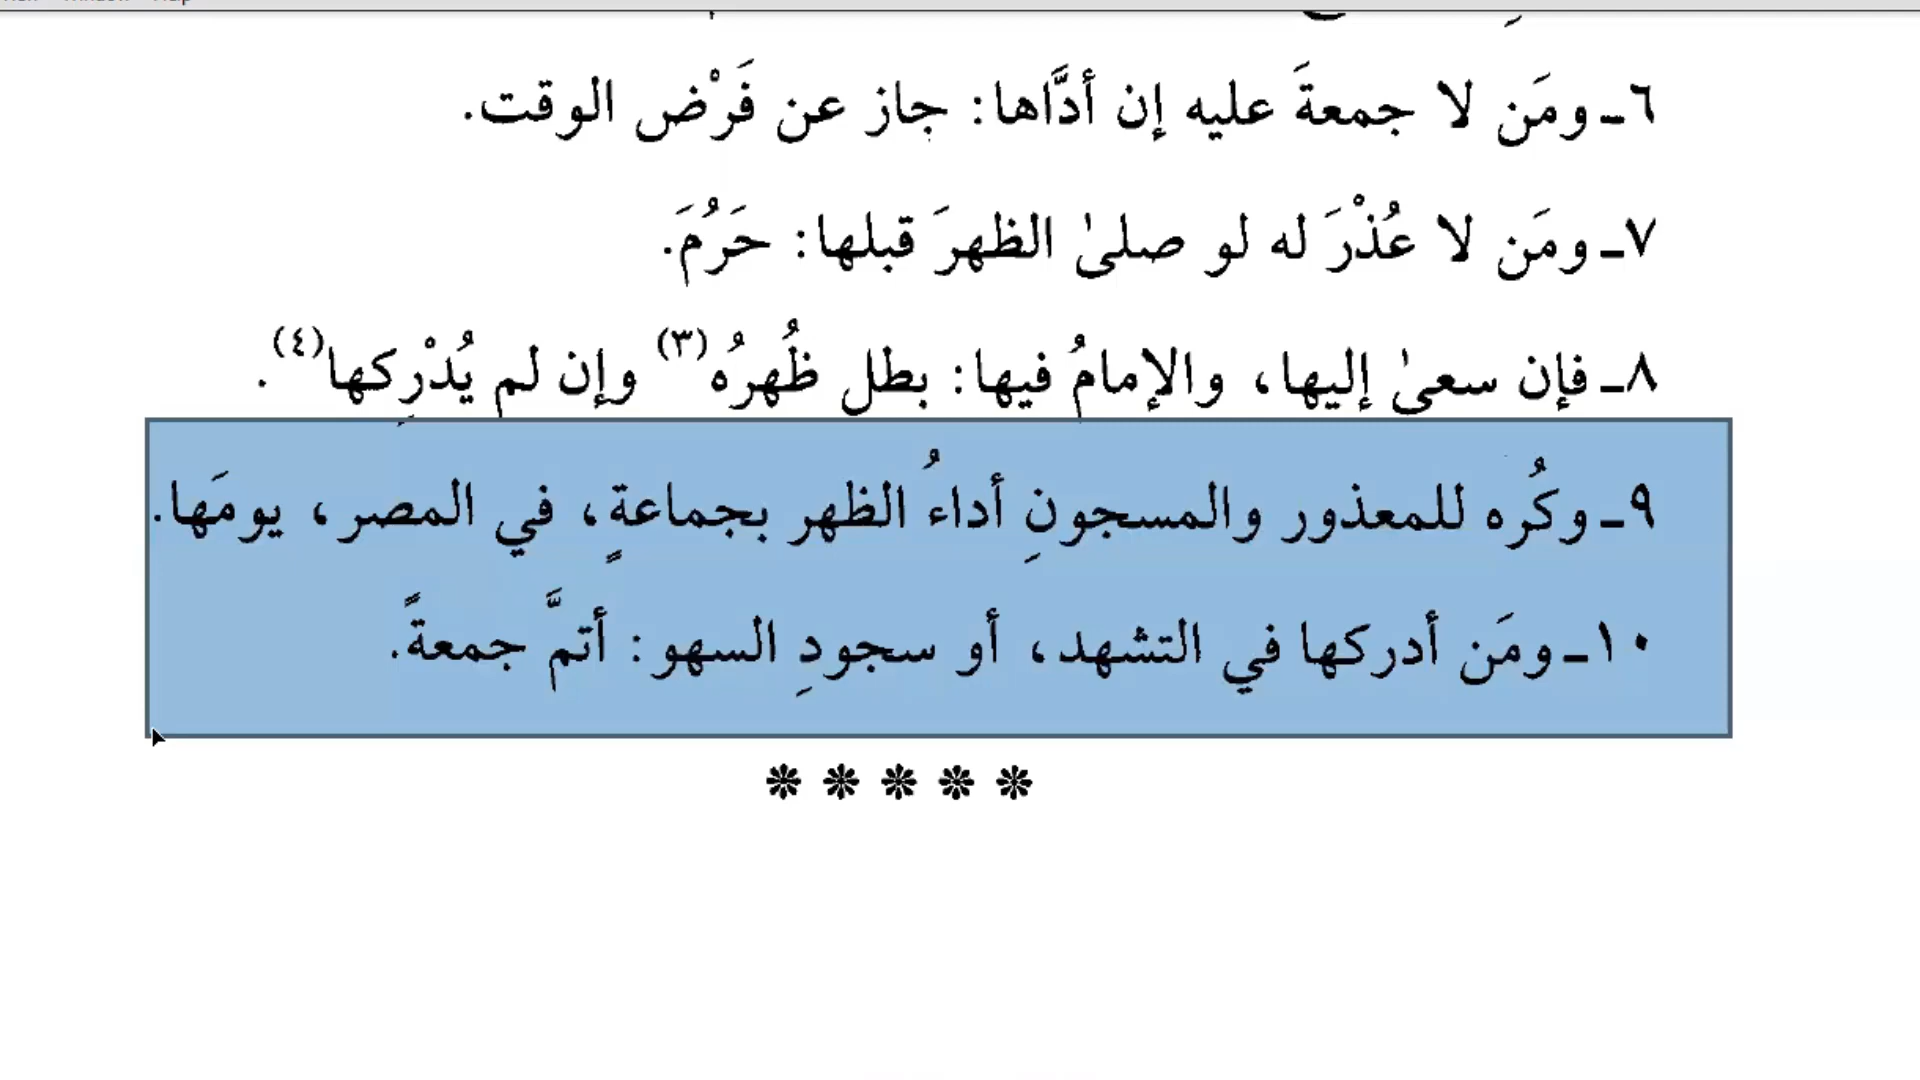 ٦ـ ومَن لا جمعةَ عليه إن أدَّاها: جاز عن فَرْض الوقت.
٧ـ ومَن لا عُذْرَ له لو صلىٰ الظهرَ قبلها: حَرُمَ.
٨ـ فإن سعىٰ إليها، والإمامُ فيها: بطل ظُهرُه(٣) وإن لم يُدْرِكها(٤).
٩ـ وكُره للمعذور والمسجونِ أداءُ الظهر بجماعةٍ، في المصر، يومَها.
١٠ـ ومَن أدركها في التشهد، أو سجودِ السهو: أتمَّ جمعةً.